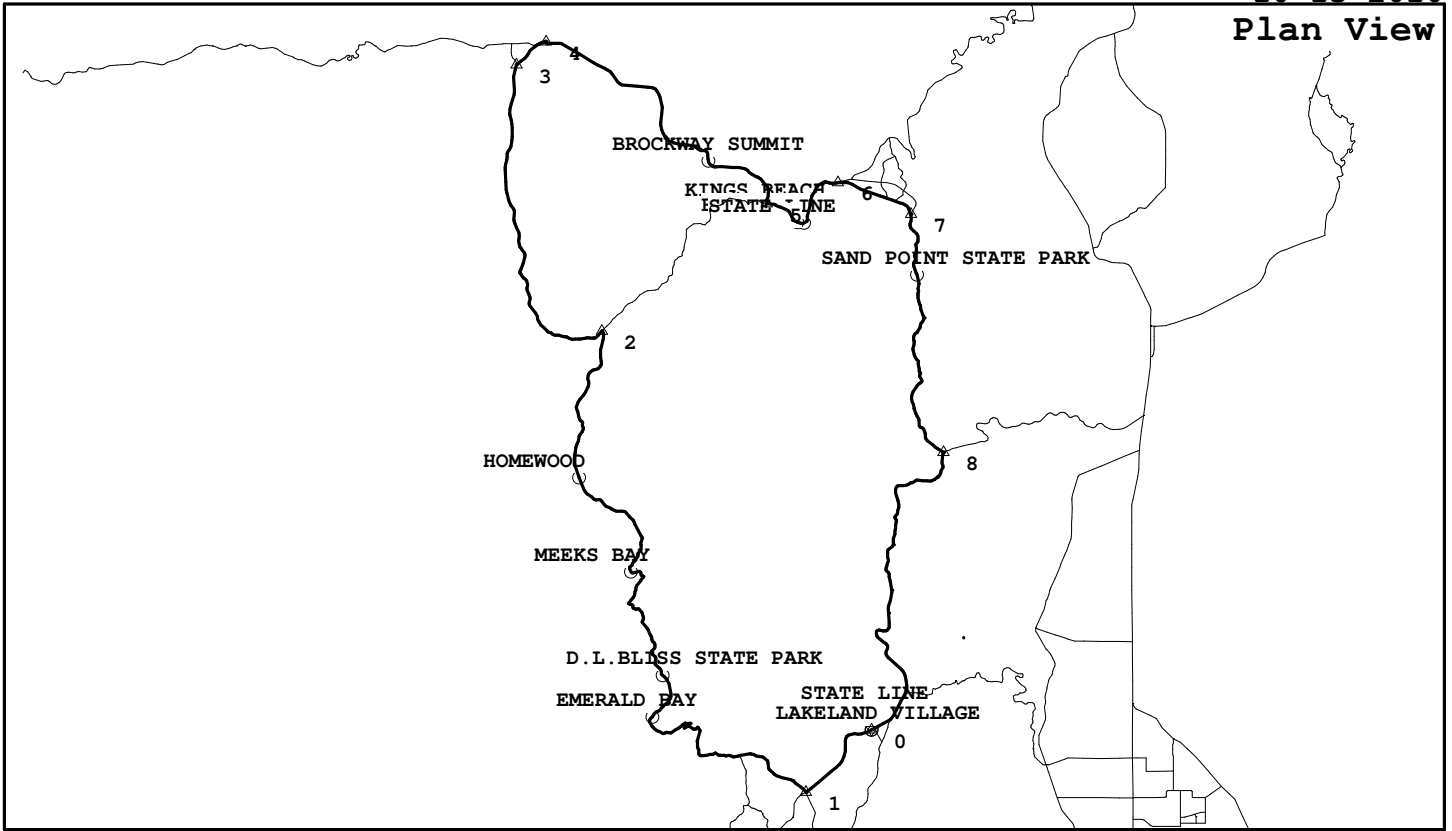 Plan View
4
3
BROCKWAY SUMMIT
KINGS BEACH
6
STATE LINE
5
7
SAND POINT STATE PARK
2
HOMEWOOD
8
MEEKS BAY
D.L.BLISS STATE PARK
EMERALD BAY
STATE LINE
LAKELAND VILLAGE
0
1